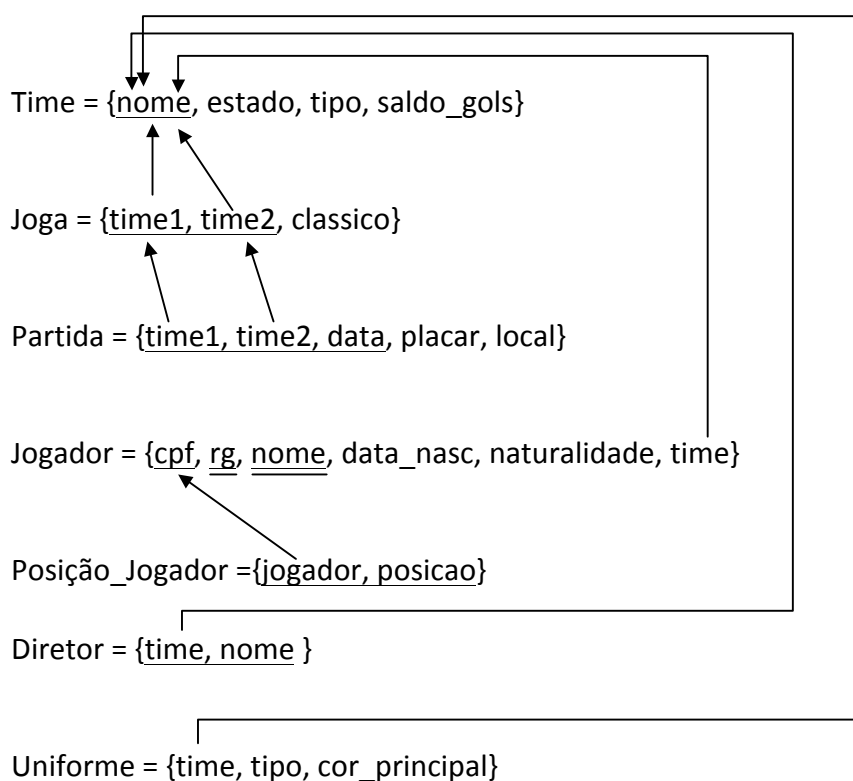 Time = {nome, estado, tipo, saldo_gols}
Joga = {time1, time2, classico}
Partida = {time1, time2, data, placar, local}
Jogador = {cpf, rg, nome, data_nasc, naturalidade, time}
Posição_Jogador ={jogador, posicao}
Diretor = {time, nome }
Uniforme = {time, tipo, cor_principal}